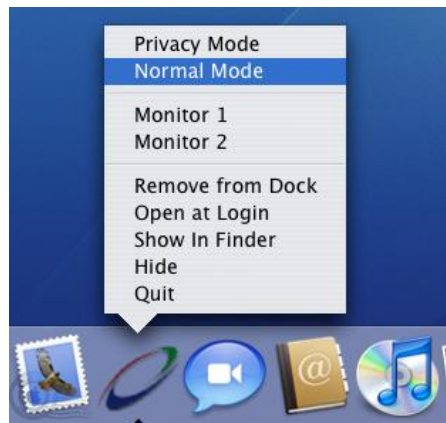 Privacy Mode
Normal Mode
Monitor 1
Monitor 2
Remove from Dock
Open at Login
Show In Finder
Hide
Quit
@